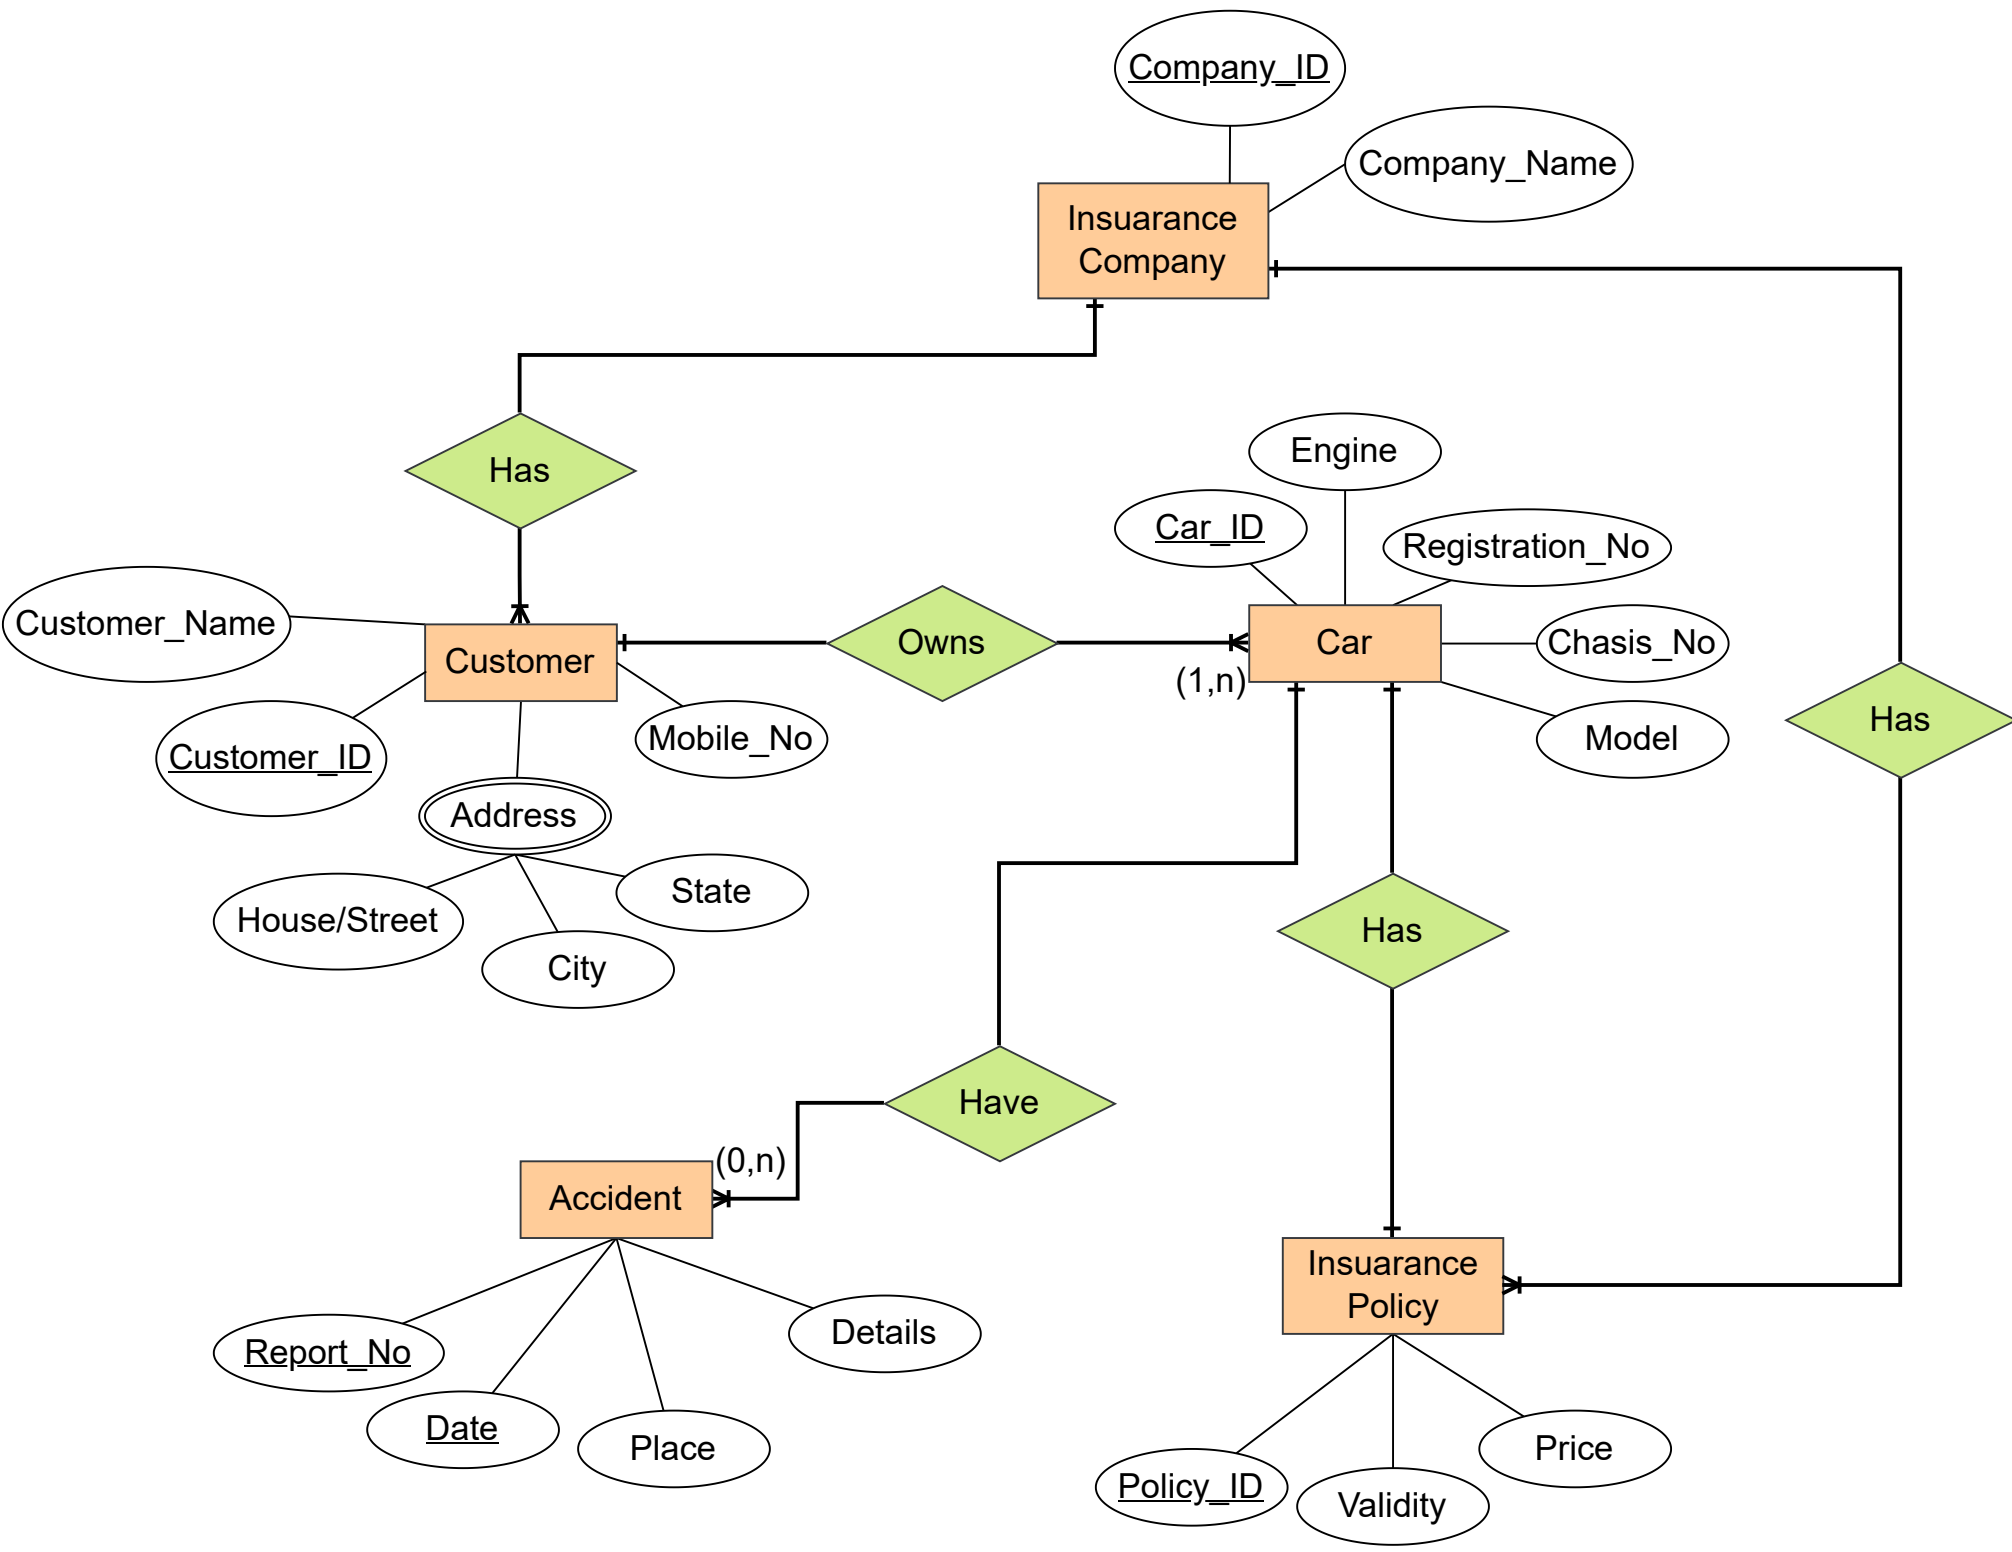 Company_ID
Company_Name
Insuarance
Company
Has
Engine
Car_ID
Registration_No
Customer_Name
Customer
Owns
Car
Chasis_No
(1,n)
Has
Customer_ID
Mobile_No
Model
Address
State
House/Street
City
Has
Have
(0,n)
Accident
Insuarance
Policy
Report_No
Details
Date
Place
Price
Policy_ID
Validity